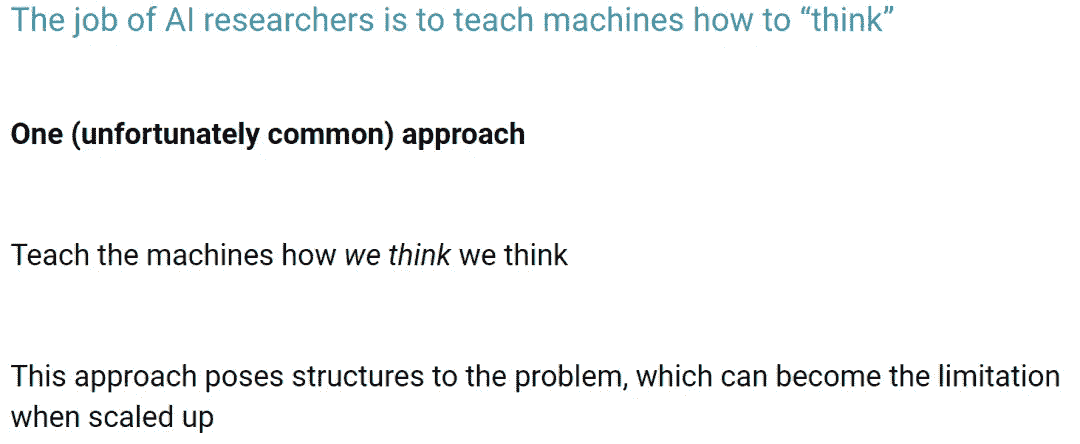 The job of AI researchers is to teach machines how to “think”
One (unfortunately common) approach
Teach the machines how we think we think
This approach poses structures to the problem, which can become the limitation
when scaled up